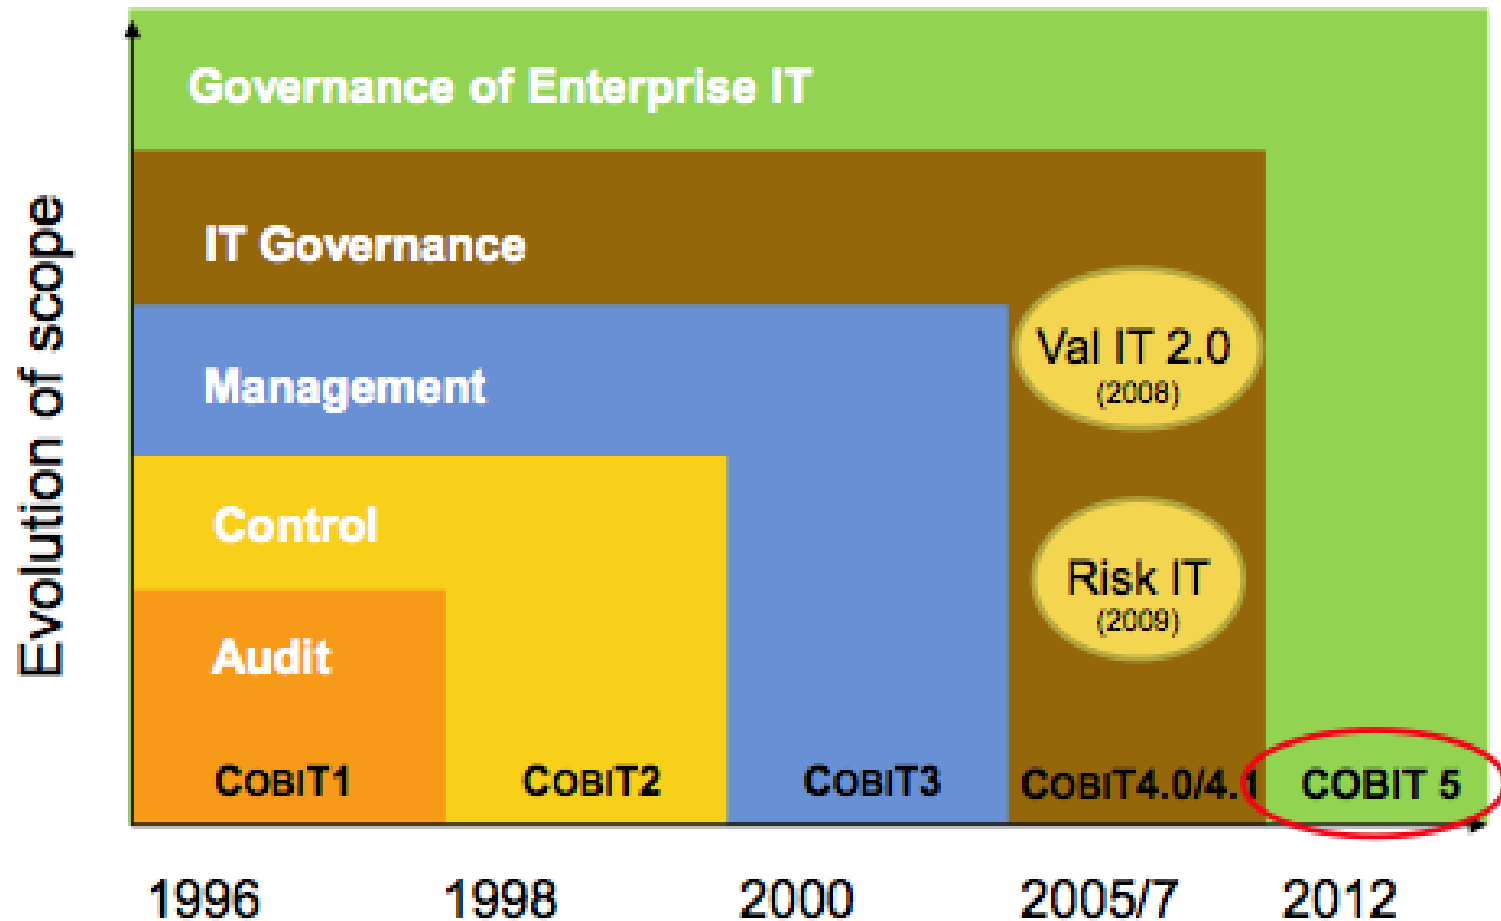 Governance of Enterprise IT
IT Governance
Val IT 2.0
(2008)
Management
Control
Risk IT
(2009)
Audit
COBIT1
COBIT2
COBIT3
COBIT4.0/4.1
COBIT 5
Evolution of scope
1996
1998
2000
2005/7
2012